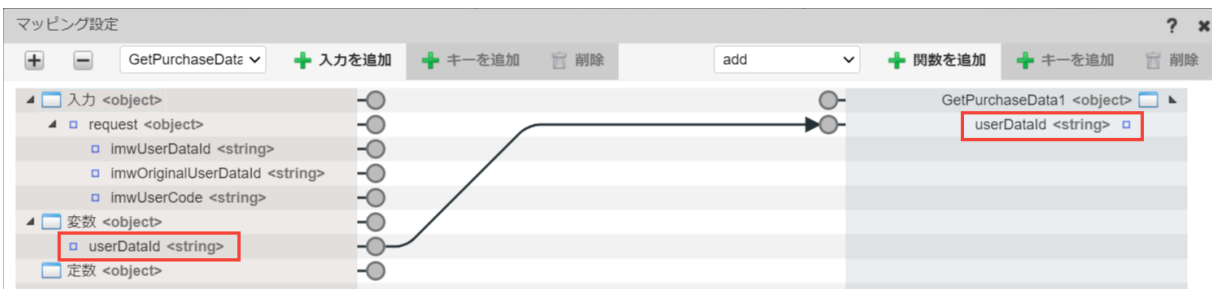 マッピング設定 ?
GetPurchaseData 入力を追加 キーを追加 削除 add 関数を追加 キーを追加 削除
入力 <object> GetPurchaseData1 <object>
request <object> userDataId <string>
imwUserDataId <string>
imwOriginalUserDataId <string>
imwUserCode <string>
変数 <object>
userDataId <string>
定数 <object>